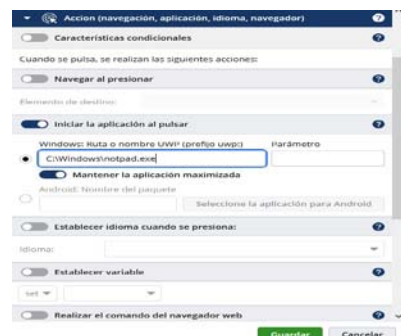 Accion (navegación, aplicación, idioma, navegador)
Características condicionales
Cuando se pulsa, se realizan las siguientes acciones:
Navegar al presionar
Elemento de destino:
Iniciar la aplicación al pulsar
Windows: Ruta o nombre UWP (prefijo uwp:) Parámetro
C:\Windows\notpad.exe
Mantener la aplicación maximizada
Android: Nombre del paquete
Seleccione la aplicación para Android
Establecer idioma cuando se presiona:
Idioma:
Establecer variable
set
Realizar el comando del navegador web
Guardar Cancelar